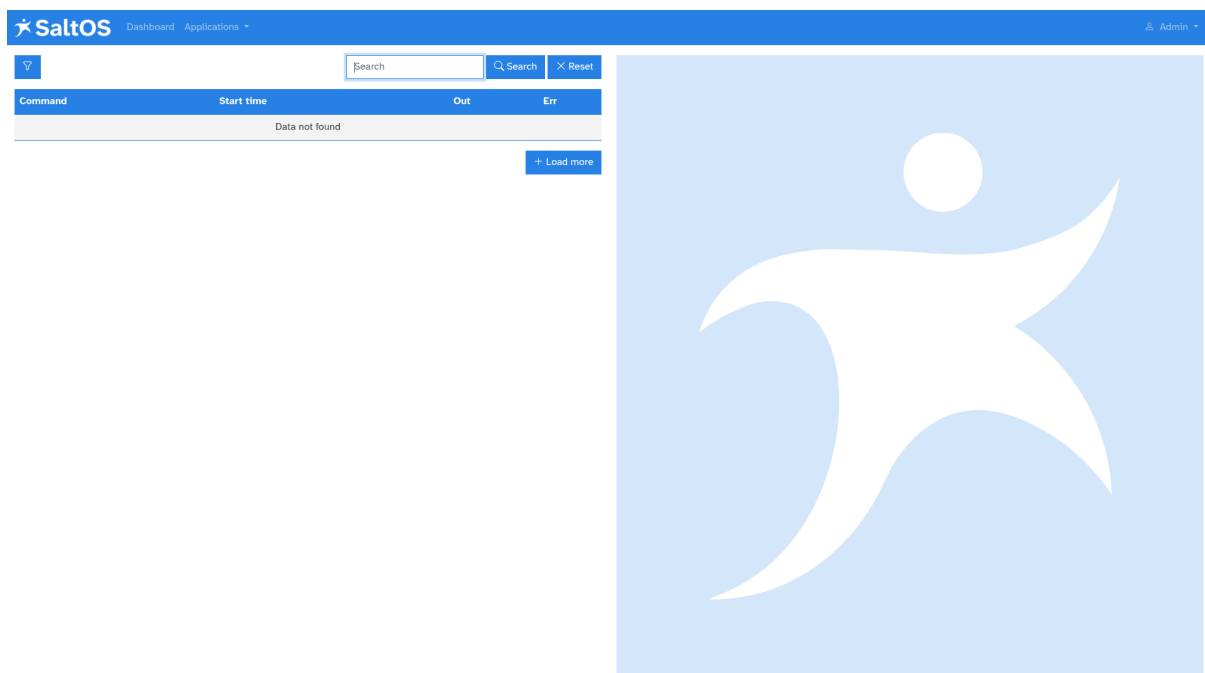 SaltOS Dashboard Applications Admin
Search Search Reset
Command Start time Out Err
Data not found
+ Load more